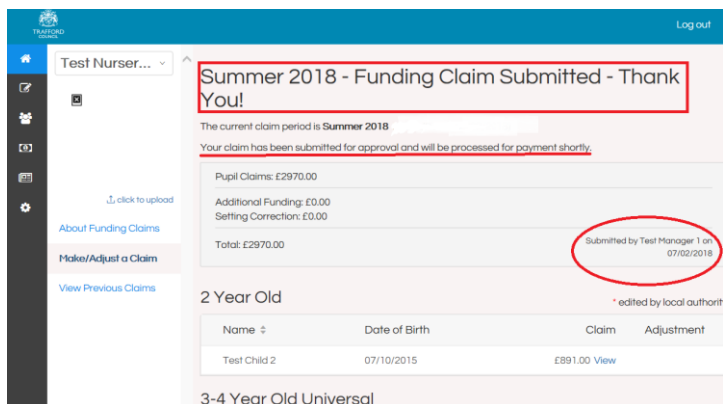 TRAFFORD
COUNCIL
Log out
Test Nurser...
Summer 2018 - Funding Claim Submitted - Thank
You!
The current claim period is Summer 2018
Your claim has been submitted for approval and will be processed for payment shortly.
Pupil Claims: £2970.00
Additional Funding: £0.00
Setting Correction: £0.00
Total: £2970.00
Submitted by Test Manager 1 on
07/02/2018
click to upload
About Funding Claims
Make/Adjust a Claim
View Previous Claims
2 Year Old
* edited by local authorit
Name Date of Birth Claim Adjustment
Test Child 2 07/10/2015 £891.00 View
3-4 Year Old Universal